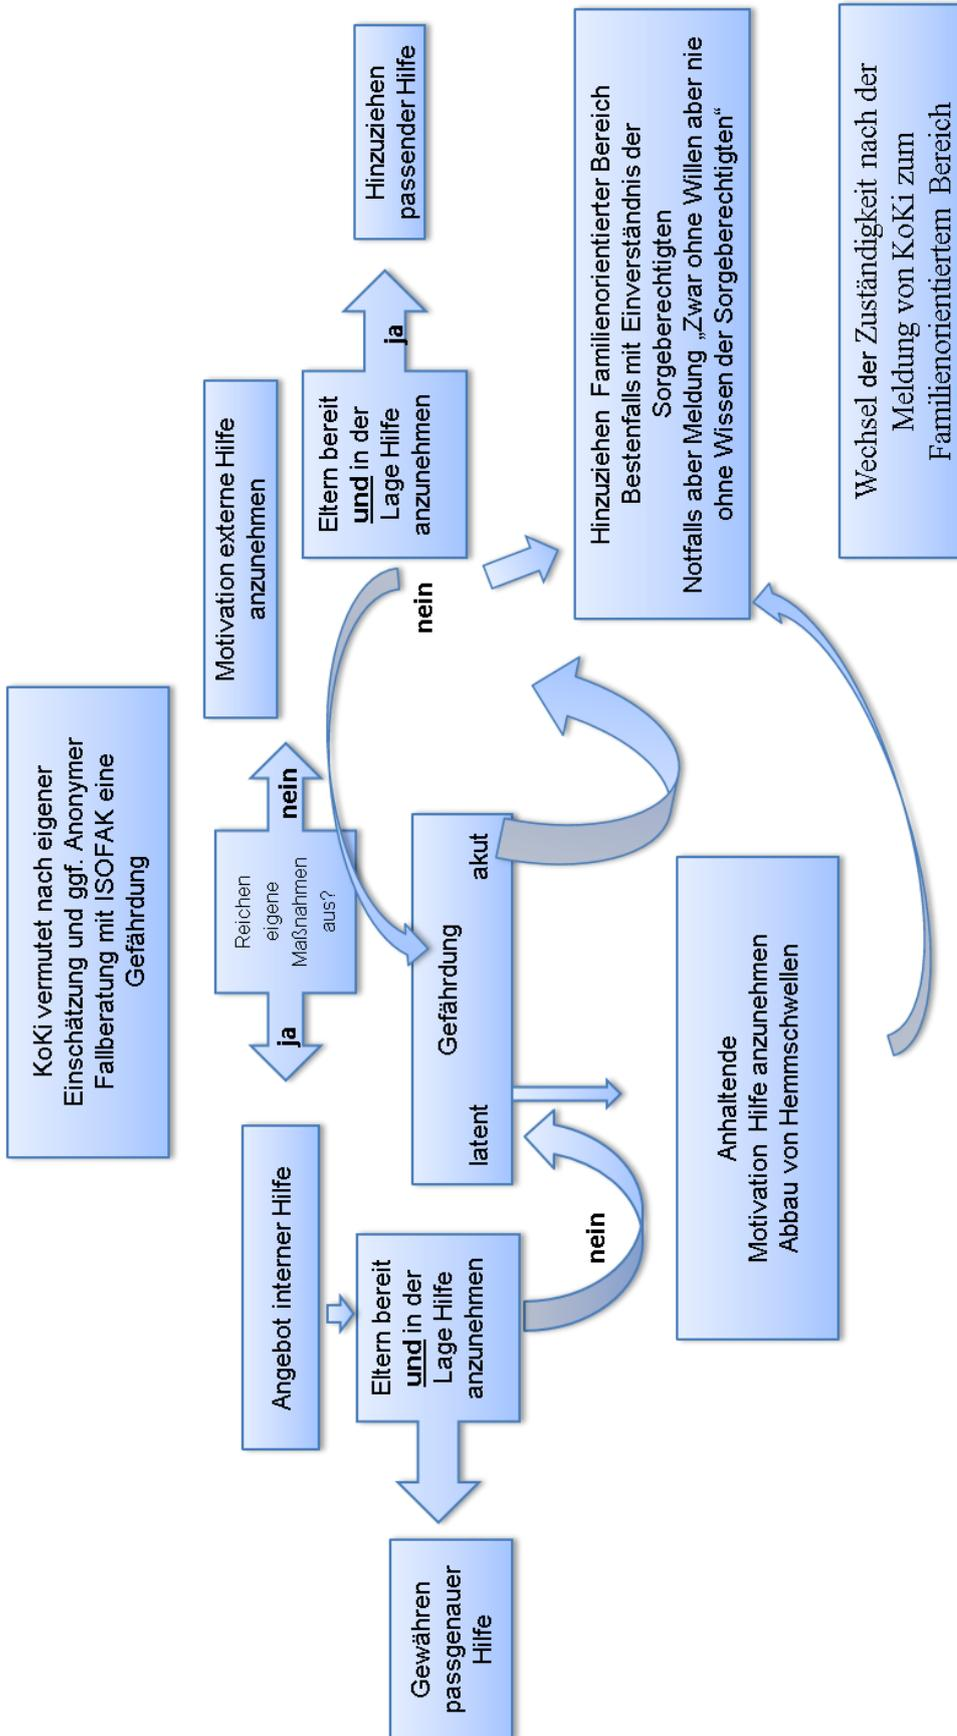 KoKi vermutet nach eigener
Einschätzung und ggf. Anonymer
Fallberatung mit ISOFAK eine
Gefährdung
Reichen
eigene
Maßnahmen
aus?
ja
nein
Angebot interner Hilfe
Motivation externe Hilfe
anzunehmen
Eltern bereit
und in der
Lage Hilfe
anzunehmen
Eltern bereit
und in der
Lage Hilfe
anzunehmen
ja
Hinzuziehen
passender Hilfe
Gewähren
passgenauer
Hilfe
nein
nein
Gefährdung
latent
akut
Anhaltende
Motivation Hilfe anzunehmen
Abbau von Hemmschwellen
Hinzuziehen Familienorientierter Bereich
Bestenfalls mit Einverständnis der
Sorgeberechtigten
Notfalls aber Meldung „Zwar ohne Willen aber nie
ohne Wissen der Sorgeberechtigten“
Wechsel der Zuständigkeit nach der
Meldung von KoKi zum
Familienorientiertem Bereich